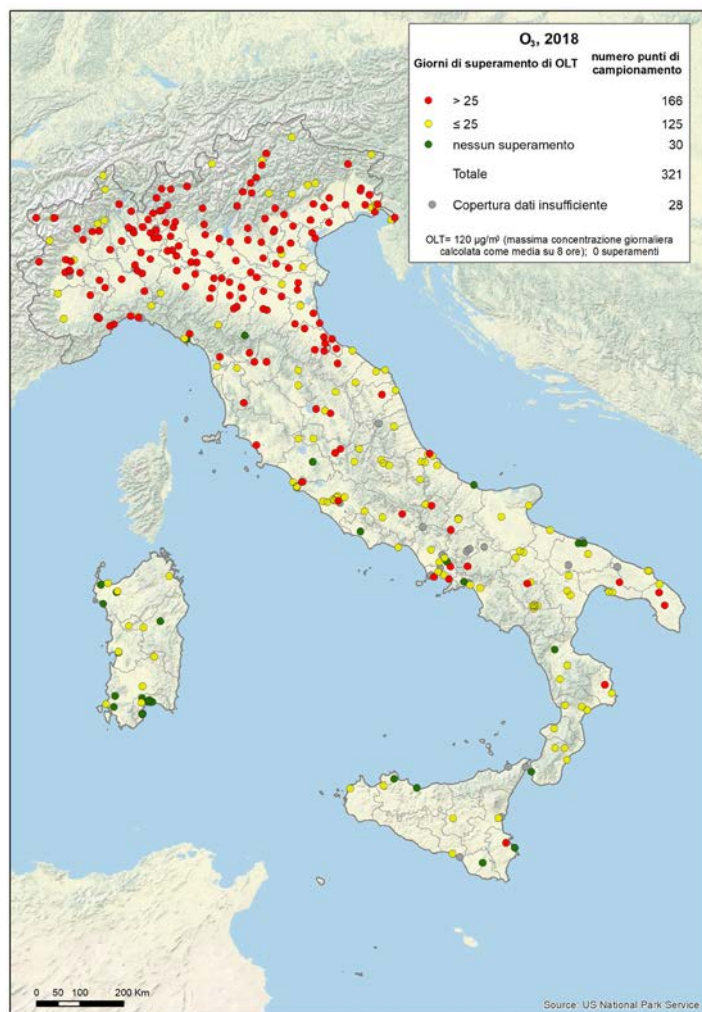 O3, 2018
Giorni di superamento di OLT numero punti di campionamento
> 25 166
≤ 25 125
nessun superamento 30
Totale 321
Copertura dati insufficiente 28
OLT= 120 µg/m³ (massima concentrazione giornaliera
calcolata come media su 8 ore); 0 superamenti
0 50 100 200 Km
Source: US National Park Service